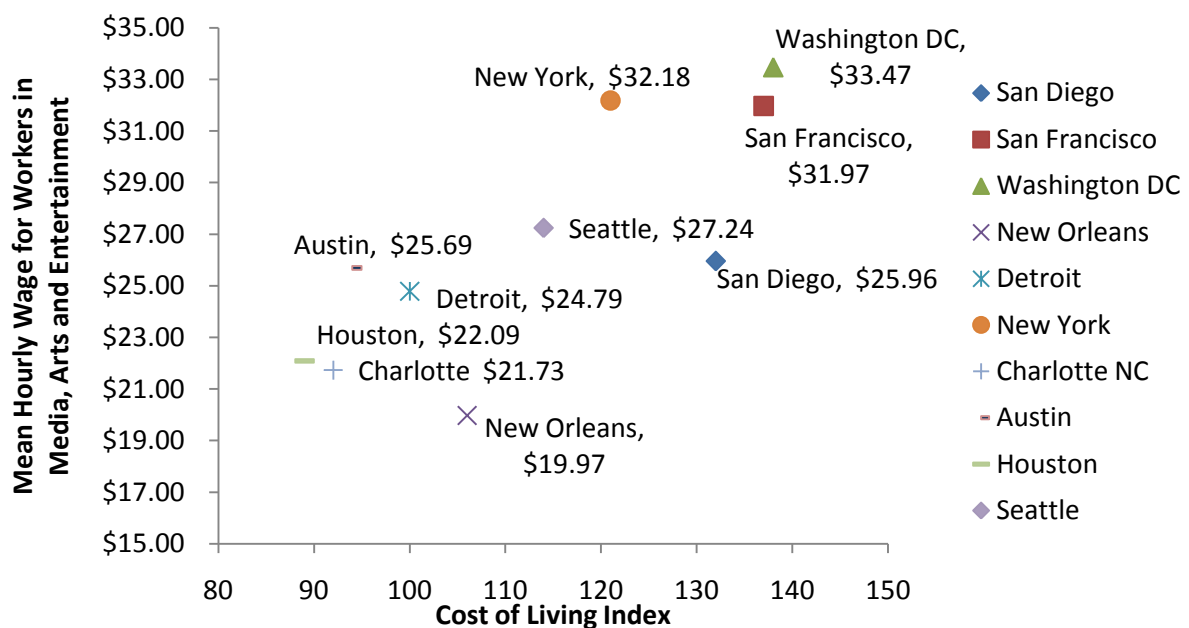 Mean Hourly Wage for Workers in
Media, Arts and Entertainment
$35.00
$33.00
$31.00
$29.00
$27.00
$25.00
$23.00
$21.00
$19.00
$17.00
$15.00
Washington DC,
$33.47
New York, $32.18
San Francisco,
$31.97
Seattle, $27.24
Austin, $25.69
San Diego, $25.96
Detroit, $24.79
Houston, $22.09
Charlotte $21.73
New Orleans,
$19.97
80 90 100 110 120 130 140 150
Cost of Living Index
San Diego
San Francisco
Washington DC
New Orleans
Detroit
New York
Charlotte NC
Austin
Houston
Seattle